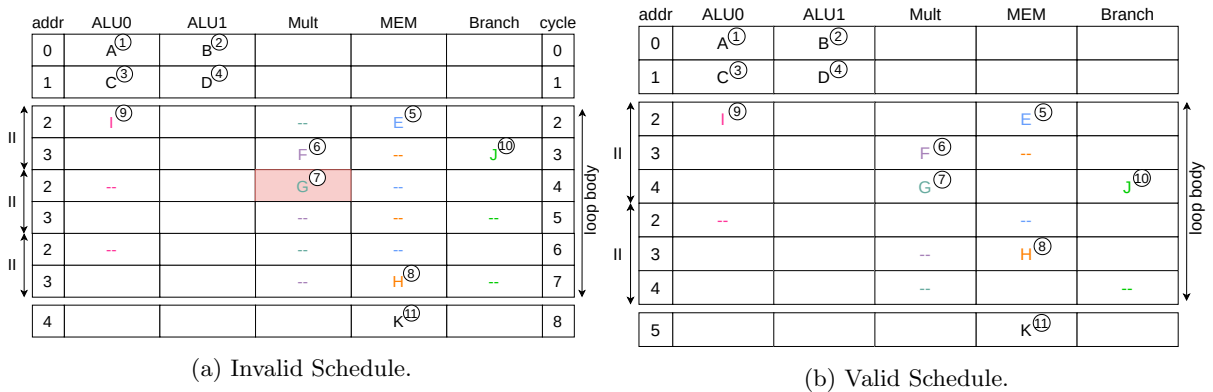 addr ALU0 ALU1 Mult MEM Branch cycle
0 A① B② 0
1 C③ D④ 1
II
2 I⑨ -- E⑤ 2
3 F⑥ -- J⑩ 3
II
2 -- G⑦ -- 4
3 -- -- -- 5
II
2 -- -- -- 6
3 -- H⑧ -- 7
loop body
4 K⑪ 8
(a) Invalid Schedule.
addr ALU0 ALU1 Mult MEM Branch
0 A① B②
1 C③ D④
II
2 I⑨ E⑤
3 F⑥ --
4 G⑦ J⑩
II
2 -- --
3 -- H⑧
4 -- --
loop body
5 K⑪
(b) Valid Schedule.